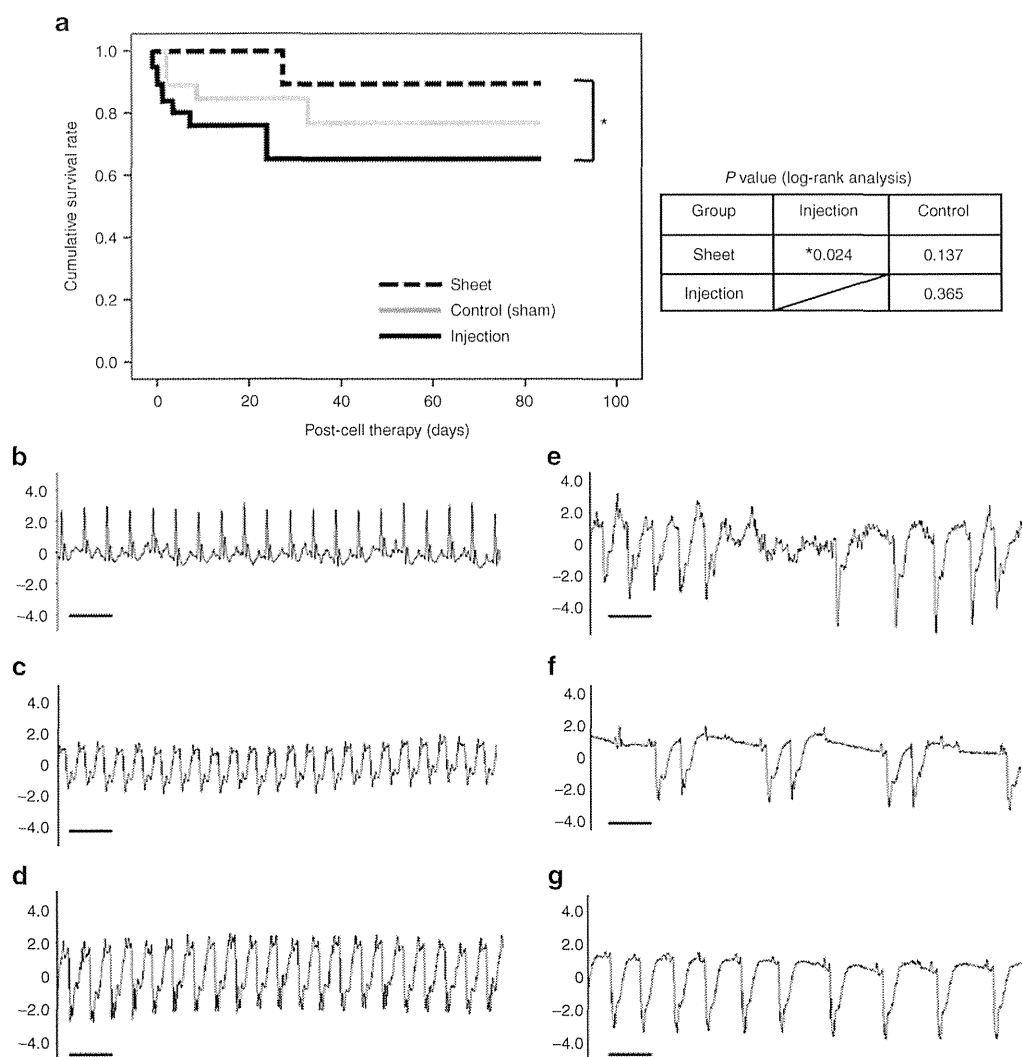 a
1.0
0.8
0.6
0.4
0.2
0.0
Cumulative survival rate
Sheet
Control (sham)
Injection
*
0 20 40 60 80 100
Post-cell therapy (days)
P value (log-rank analysis)
Group Injection Control
Sheet *0.024 0.137
Injection 0.365
b
4.0
2.0
0
−2.0
−4.0
c
4.0
2.0
0
−2.0
−4.0
d
4.0
2.0
0
−2.0
−4.0
e
4.0
2.0
0
−2.0
−4.0
f
4.0
2.0
0
−2.0
−4.0
g
4.0
2.0
0
−2.0
−4.0